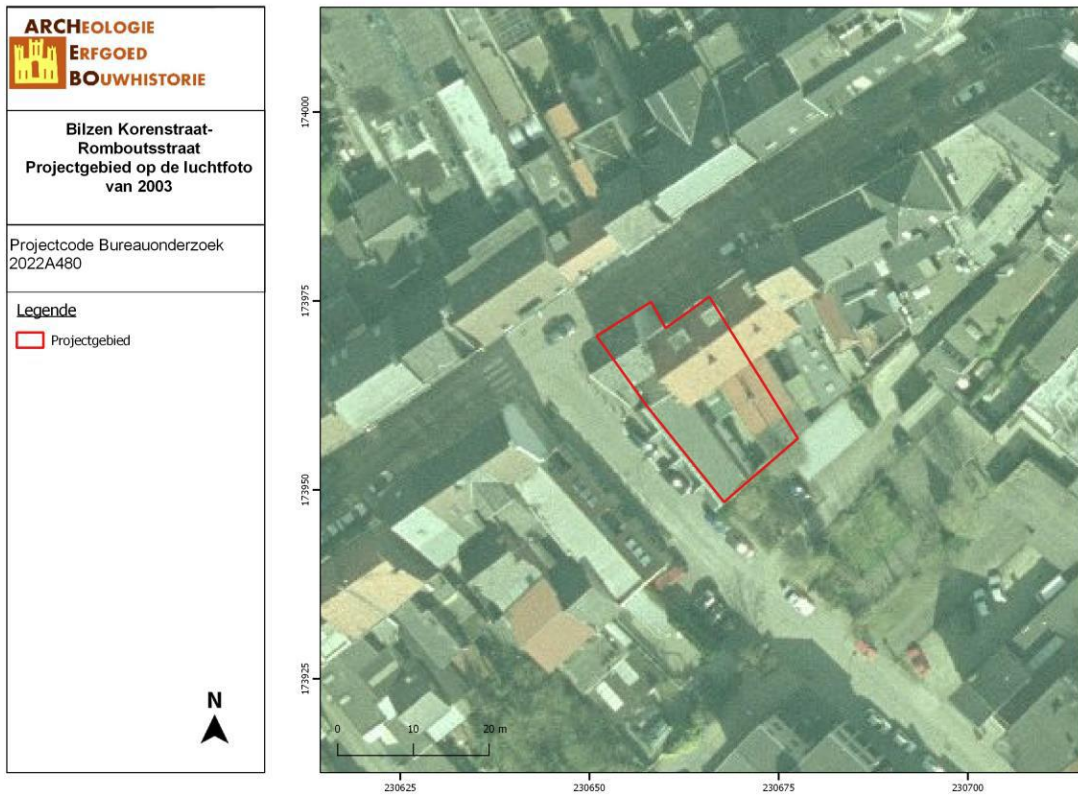 ARCHEOLOGIE
ERFGOED
BOUWHISTORIE
Bilzen Korenstraat-
Romboutsstraat
Projectgebied op de luchtfoto
van 2003
Projectcode Bureauonderzoek
2022A480
Legende
Projectgebied
N
174000
173975
173950
173925
0 10 20 m
230625 230650 230675 230700